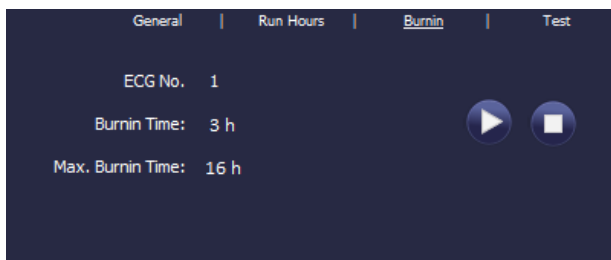 General | Run Hours | Burnin | Test
ECG No. 1
Burnin Time: 3 h
Max. Burnin Time: 16 h